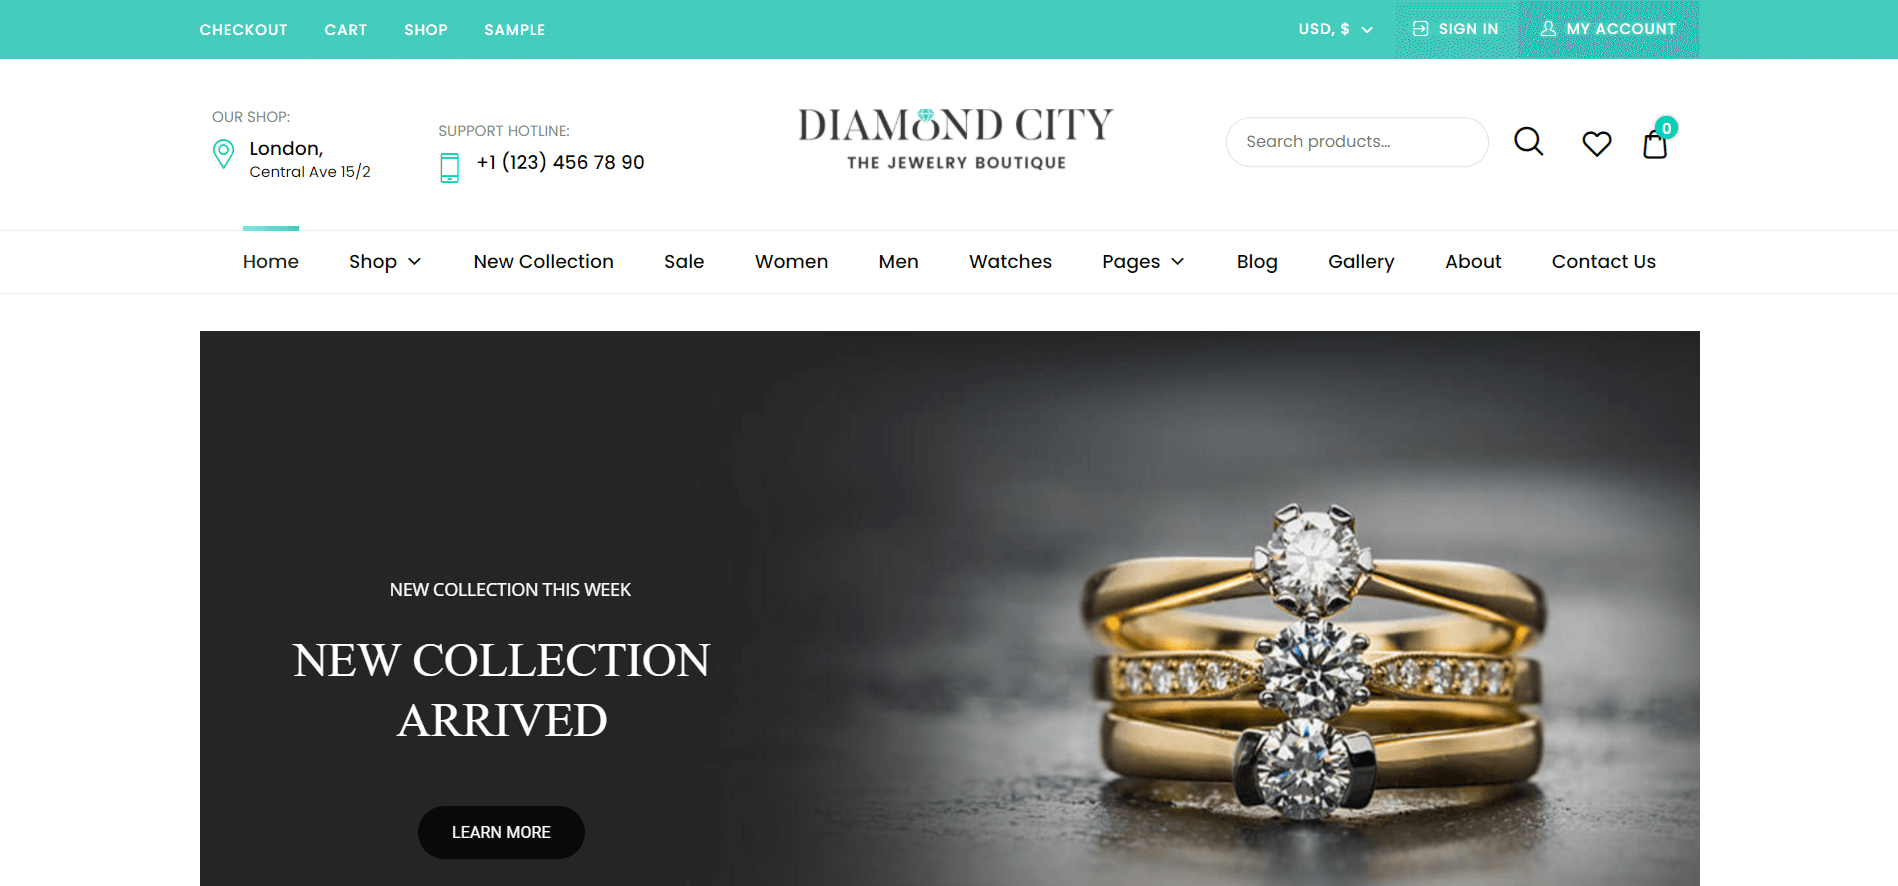 CHECKOUT CART SHOP SAMPLE USD, $ SIGN IN MY ACCOUNT
OUR SHOP:
London,
Central Ave 15/2
SUPPORT HOTLINE:
+1 (123) 456 78 90
DIAMOND CITY
THE JEWELRY BOUTIQUE
Search products...
0
Home Shop New Collection Sale Women Men Watches Pages Blog Gallery About Contact Us
NEW COLLECTION THIS WEEK
NEW COLLECTION
ARRIVED
LEARN MORE